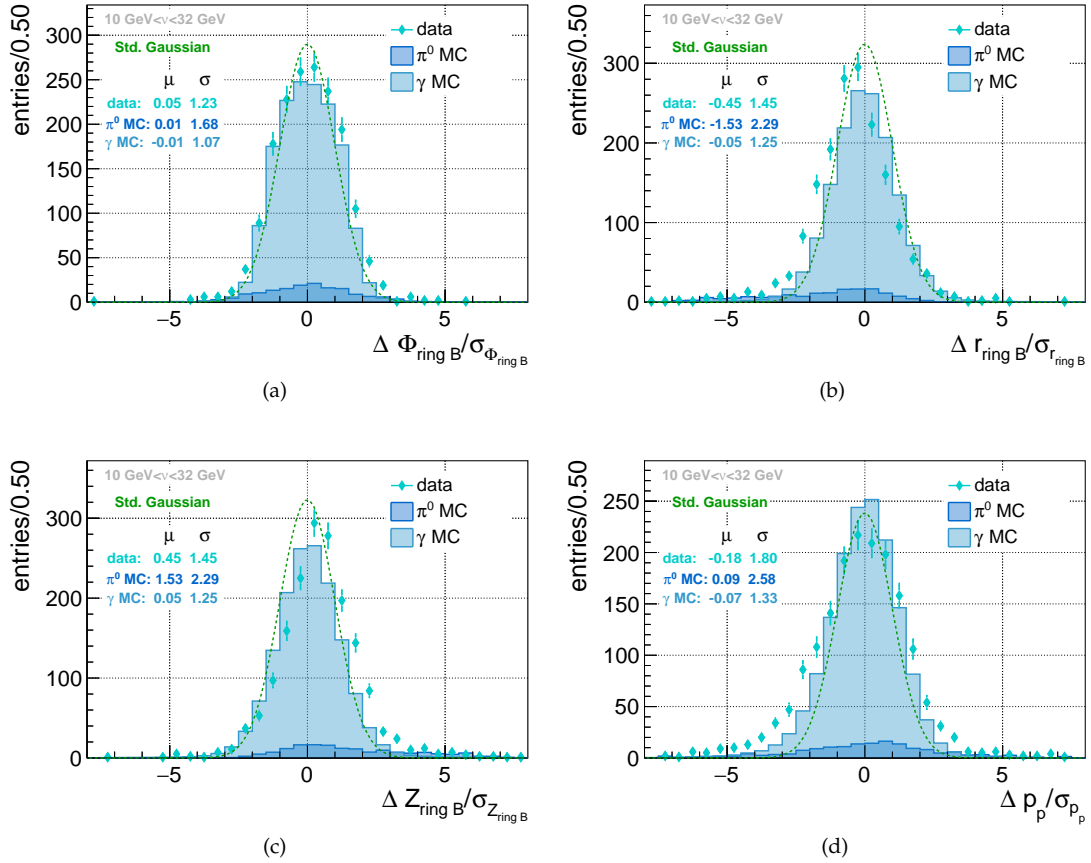 entries/0.50
10 GeV<ν<32 GeV
Std. Gaussian
μ σ
data: 0.05 1.23
π⁰ MC: 0.01 1.68
γ MC: -0.01 1.07
data
π⁰ MC
γ MC
300
250
200
150
100
50
0
−5 0 5
Δ Φ_ring B/σ_Φ_ring B
(a)
entries/0.50
10 GeV<ν<32 GeV
Std. Gaussian
μ σ
data: -0.45 1.45
π⁰ MC: -1.53 2.29
γ MC: -0.05 1.25
data
π⁰ MC
γ MC
300
200
100
0
−5 0 5
Δ r_ring B/σ_r_ring B
(b)
entries/0.50
10 GeV<ν<32 GeV
Std. Gaussian
μ σ
data: 0.45 1.45
π⁰ MC: 1.53 2.29
γ MC: 0.05 1.25
data
π⁰ MC
γ MC
300
200
100
0
−5 0 5
Δ Z_ring B/σ_Z_ring B
(c)
entries/0.50
10 GeV<ν<32 GeV
Std. Gaussian
μ σ
data: -0.18 1.80
π⁰ MC: 0.09 2.58
γ MC: -0.07 1.33
data
π⁰ MC
γ MC
250
200
150
100
50
0
−5 0 5
Δ p_p/σ_p_p
(d)